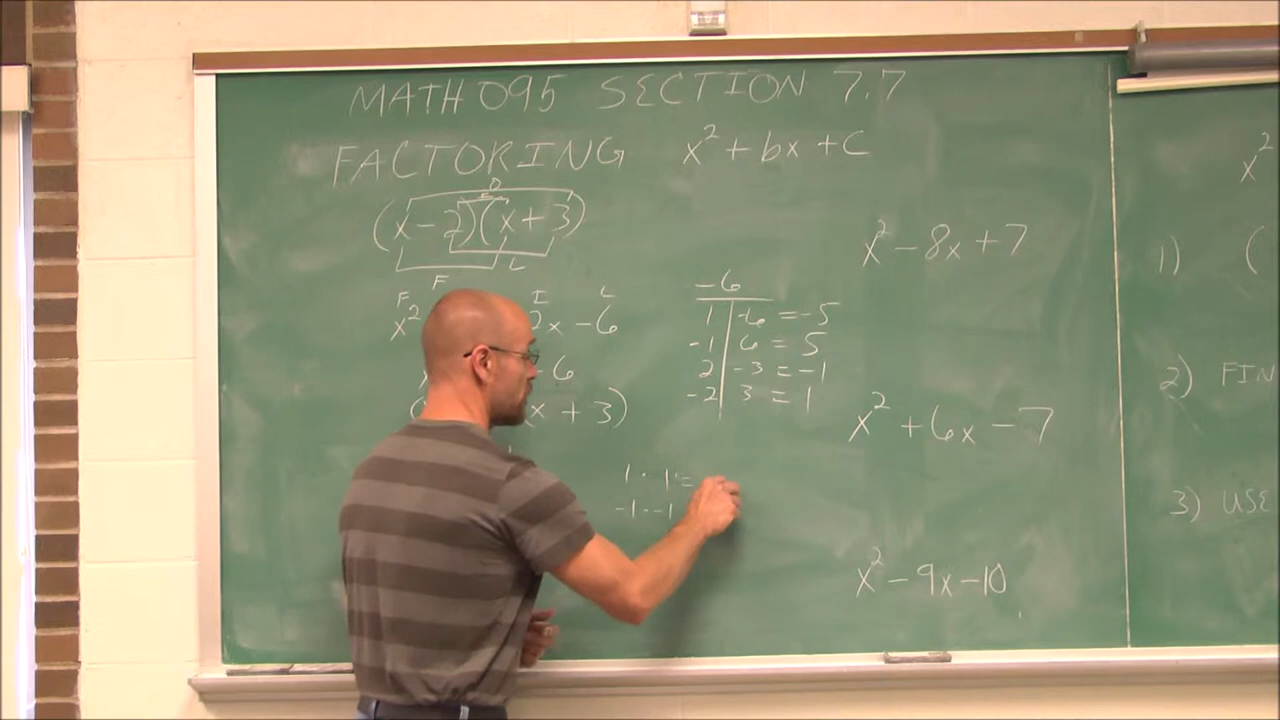 MATH 095 SECTION 7.7
FACTORING x² + bx + c
O
I
(x - 2)(x + 3)
L
F
F I L
x² 2x - 6
- 6
x + 3)
-6
1 | -6 = -5
-1 | 6 = 5
2 | -3 = -1
-2 | 3 = 1
1 · 1 =
-1 · -1
x² - 8x + 7
x² + 6x - 7
x² - 9x - 10
x²
1) (
2) FIN
3) USE